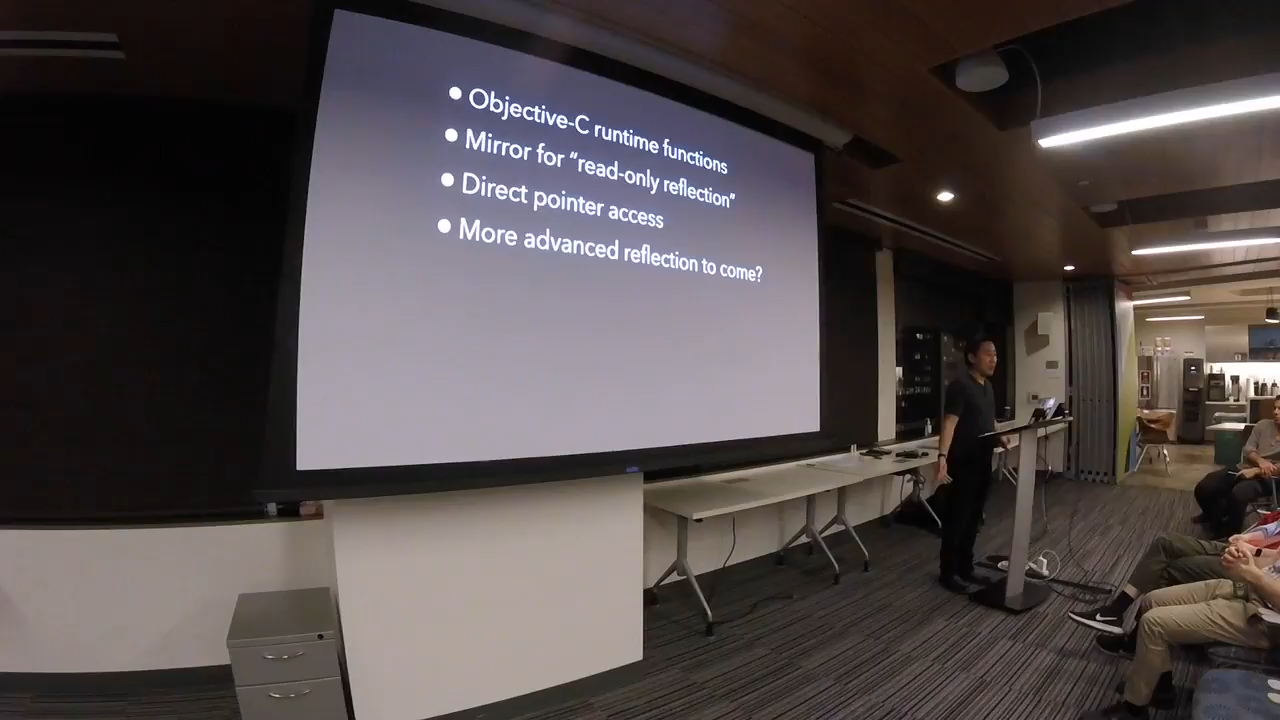 • Objective-C runtime functions
• Mirror for “read-only reflection”
• Direct pointer access
• More advanced reflection to come?